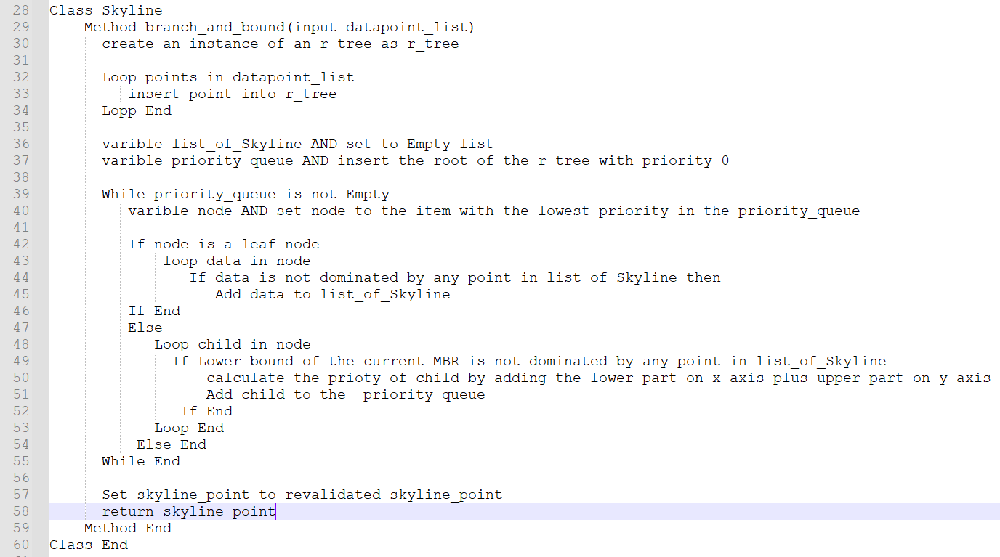 28 Class Skyline
29 Method branch_and_bound(input datapoint_list)
30 create an instance of an r-tree as r_tree
31
32 Loop points in datapoint_list
33 insert point into r_tree
34 Lopp End
35
36 varible list_of_Skyline AND set to Empty list
37 varible priority_queue AND insert the root of the r_tree with priority 0
38
39 While priority_queue is not Empty
40 varible node AND set node to the item with the lowest priority in the priority_queue
41
42 If node is a leaf node
43 loop data in node
44 If data is not dominated by any point in list_of_Skyline then
45 Add data to list_of_Skyline
46 If End
47 Else
48 Loop child in node
49 If Lower bound of the current MBR is not dominated by any point in list_of_Skyline
50 calculate the prioty of child by adding the lower part on x axis plus upper part on y axis
51 Add child to the  priority_queue
52 If End
53 Loop End
54 Else End
55 While End
56
57 Set skyline_point to revalidated skyline_point
58 return skyline_point
59 Method End
60 Class End